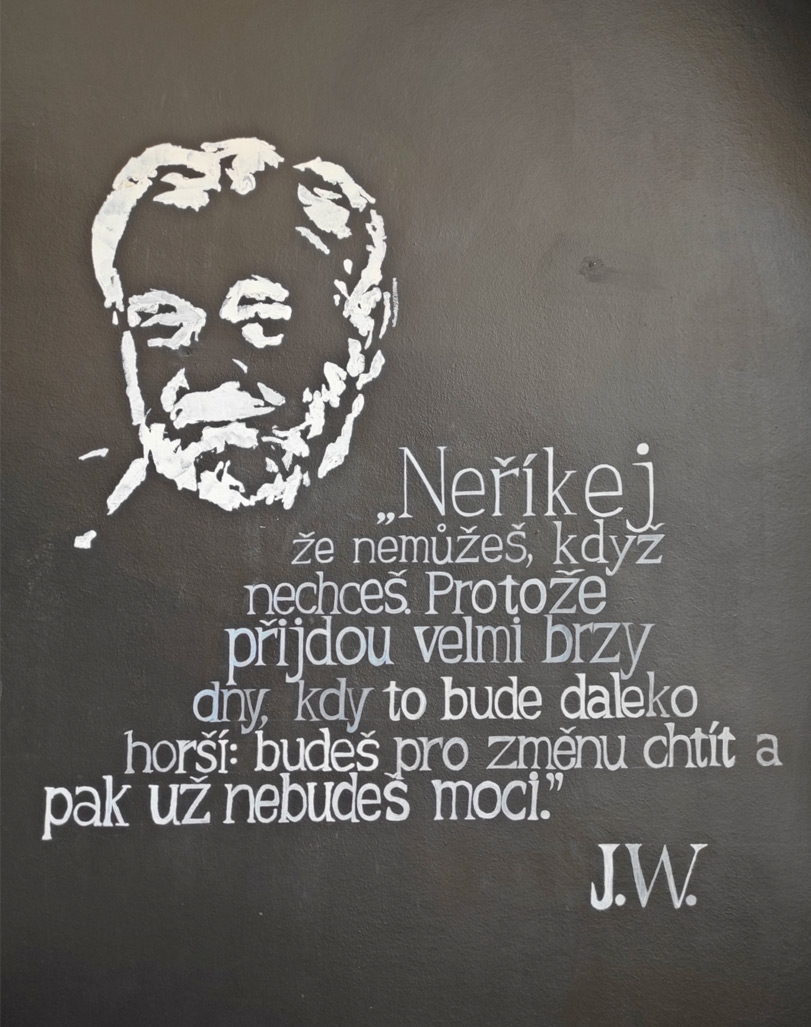 „Neříkej
že nemůžeš, když
nechceš. Protože
přijdou velmi brzy
dny, kdy to bude daleko
horší: budeš pro změnu chtít a
pak už nebudeš moci.”
J.W.